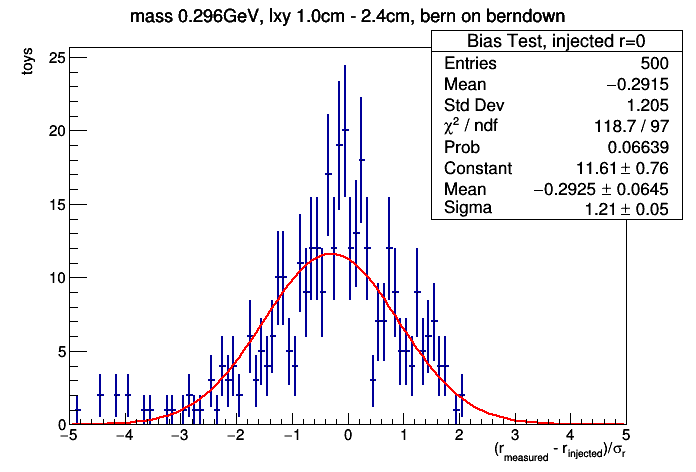 mass 0.296GeV, lxy 1.0cm - 2.4cm, bern on berndown
Bias Test, injected r=0
Entries 500
Mean −0.2915
Std Dev 1.205
χ² / ndf 118.7 / 97
Prob 0.06639
Constant 11.61 ± 0.76
Mean −0.2925 ± 0.0645
Sigma 1.21 ± 0.05
toys
25
20
15
10
5
0
−5 −4 −3 −2 −1 0 1 2 3 4 5
(r_measured - r_injected)/σ_r